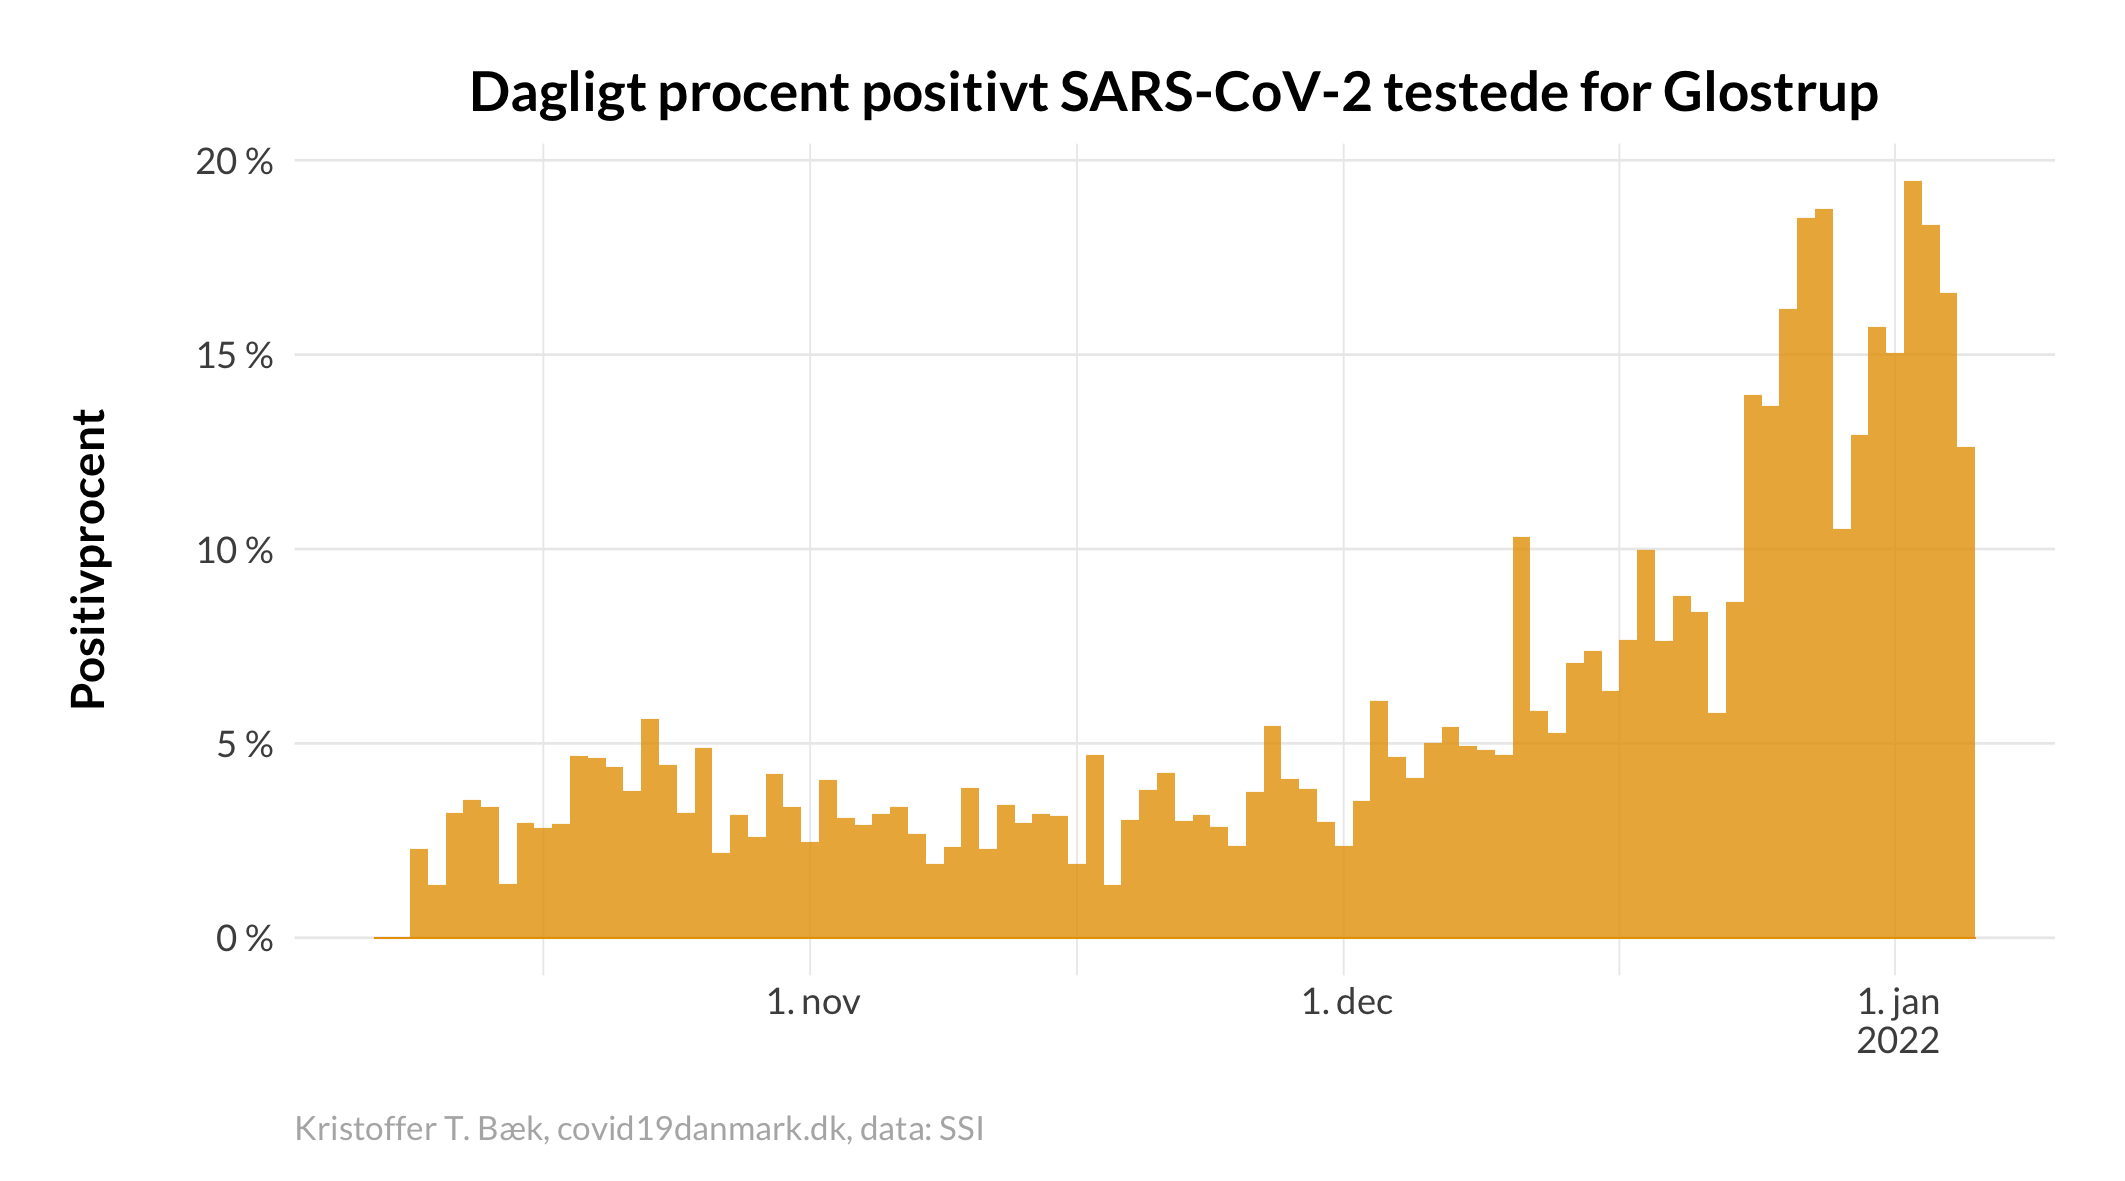 Dagligt procent positivt SARS-CoV-2 testede for Glostrup
Positivprocent
20 %
15 %
10 %
5 %
0 %
1. nov
1. dec
1. jan
2022
Kristoffer T. Bæk, covid19danmark.dk, data: SSI